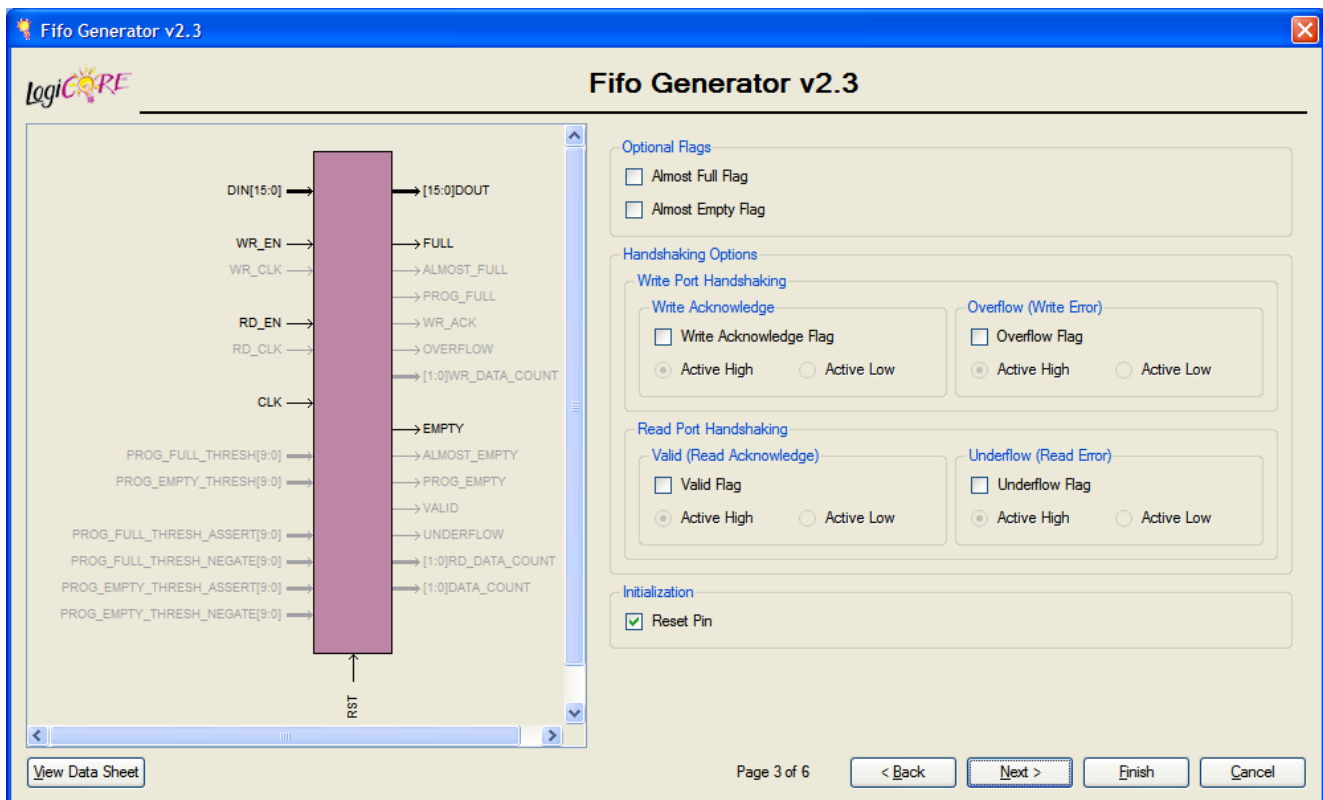 Fifo Generator v2.3
LogiCORE
Fifo Generator v2.3
DIN[15:0]
[15:0]DOUT
WR_EN
FULL
WR_CLK
ALMOST_FULL
PROG_FULL
RD_EN
WR_ACK
RD_CLK
OVERFLOW
[1:0]WR_DATA_COUNT
CLK
EMPTY
PROG_FULL_THRESH[9:0]
ALMOST_EMPTY
PROG_EMPTY_THRESH[9:0]
PROG_EMPTY
VALID
PROG_FULL_THRESH_ASSERT[9:0]
UNDERFLOW
PROG_FULL_THRESH_NEGATE[9:0]
[1:0]RD_DATA_COUNT
PROG_EMPTY_THRESH_ASSERT[9:0]
[1:0]DATA_COUNT
PROG_EMPTY_THRESH_NEGATE[9:0]
RST
Optional Flags
Almost Full Flag
Almost Empty Flag
Handshaking Options
Write Port Handshaking
Write Acknowledge
Write Acknowledge Flag
Active High Active Low
Overflow (Write Error)
Overflow Flag
Active High Active Low
Read Port Handshaking
Valid (Read Acknowledge)
Valid Flag
Active High Active Low
Underflow (Read Error)
Underflow Flag
Active High Active Low
Initialization
Reset Pin
View Data Sheet
Page 3 of 6
< Back
Next >
Finish
Cancel